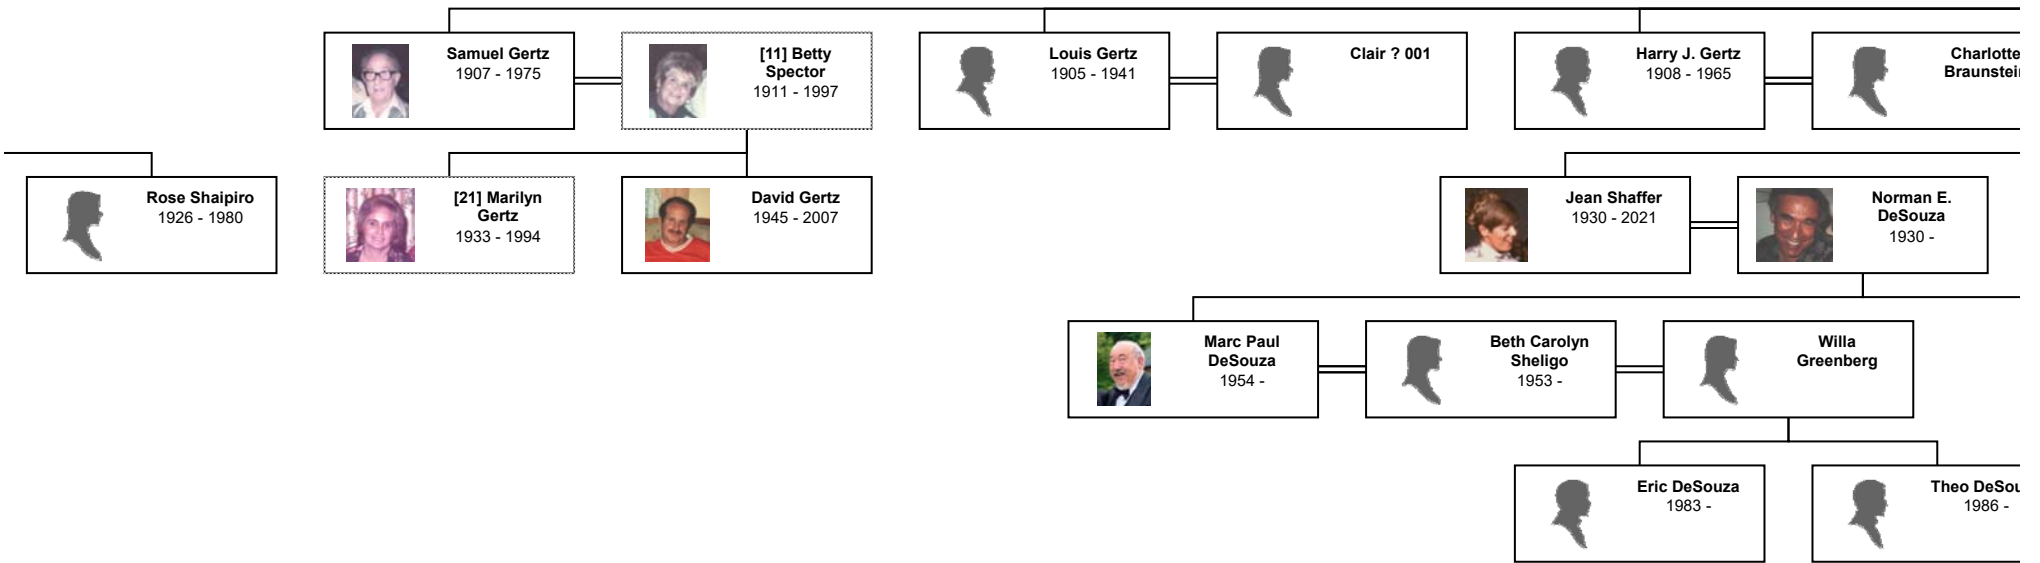 Samuel Gertz
1907 - 1975
[11] Betty
Spector
1911 - 1997
Louis Gertz
1905 - 1941
Clair ? 001
Harry J. Gertz
1908 - 1965
Charlotte
Rose Shaipiro
1926 - 1980
[21] Marilyn
Gertz
1933 - 1994
David Gertz
1945 - 2007
Jean Shaffer
1930 - 2021
Norman E.
DeSouza
1930 -
Marc Paul
DeSouza
1954 -
Beth Carolyn
Sheligo
1953 -
Willa
Greenberg
Eric DeSouza
1983 -
Theo
1986 -